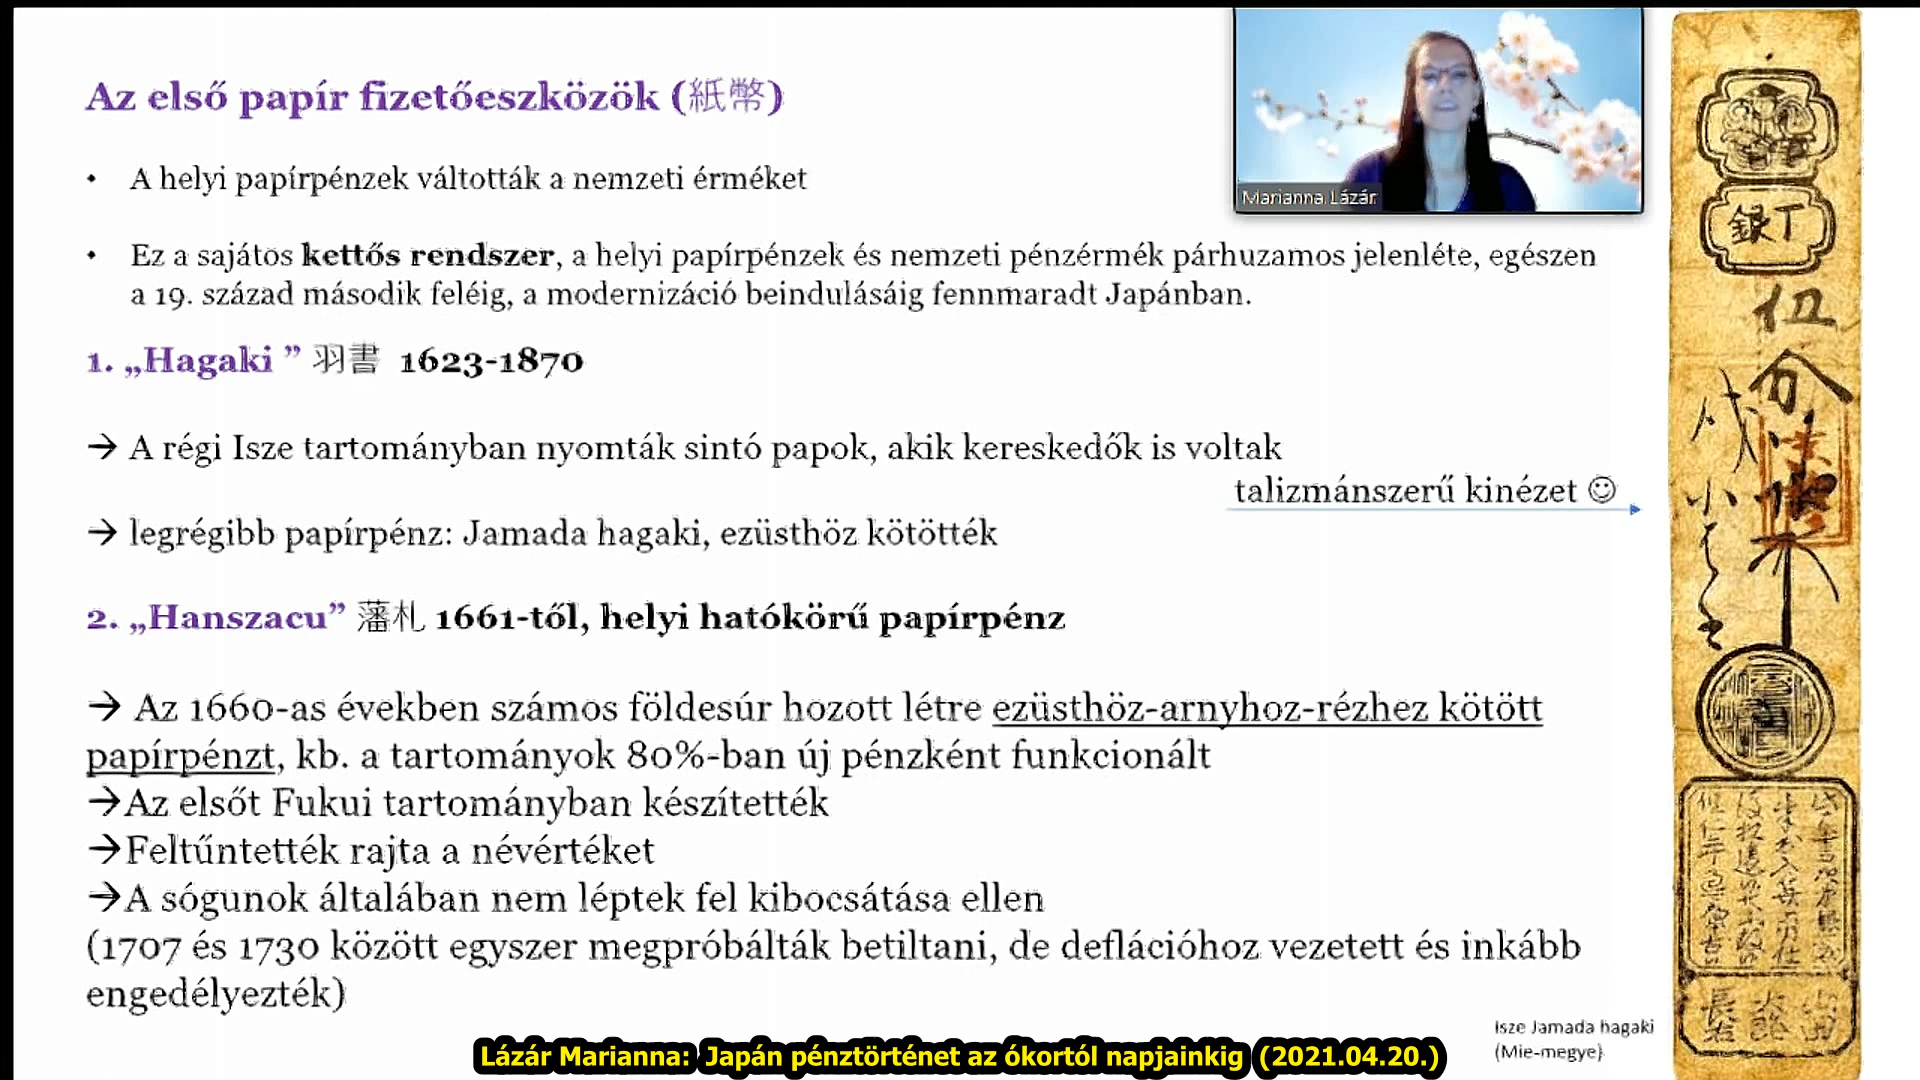 Az első papír fizetőeszközök (紙幣)
• A helyi papírpénzek váltották a nemzeti érméket
• Ez a sajátos kettős rendszer, a helyi papírpénzek és nemzeti pénzérmék párhuzamos jelenléte, egészen
a 19. század második feléig, a modernizáció beindulásáig fennmaradt Japánban.
1. „Hagaki ” 羽書 1623-1870
→ A régi Isze tartományban nyomták sintó papok, akik kereskedők is voltak
talizmánszerű kinézet ☺
→ legrégibb papírpénz: Jamada hagaki, ezüsthöz kötötték
2. „Hanszacu” 藩札 1661-től, helyi hatókörű papírpénz
→ Az 1660-as években számos földesúr hozott létre ezüsthöz-arnyhoz-rézhez kötött
papírpénzt, kb. a tartományok 80%-ban új pénzként funkcionált
→Az elsőt Fukui tartományban készítették
→Feltűntették rajta a névértéket
→A sógunok általában nem léptek fel kibocsátása ellen
(1707 és 1730 között egyszer megpróbálták betiltani, de deflációhoz vezetett és inkább
engedélyezték)
Marianna Lázár
丁銀
伍
分
Isze Jamada hagaki
(Mie-megye)
Lázár Marianna: Japán pénztörténet az ókortól napjainkig (2021.04.20.)